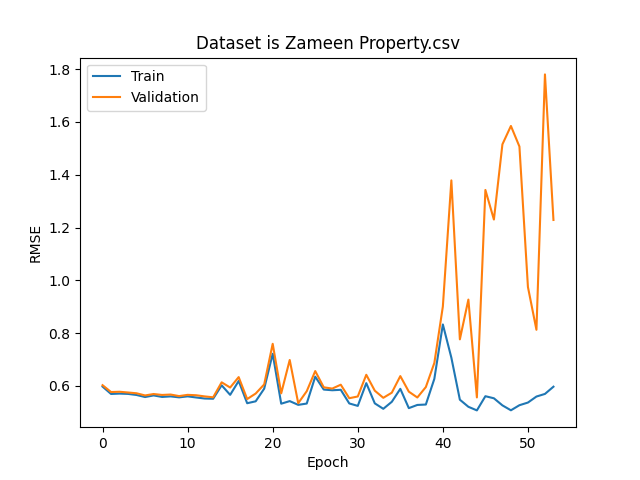 Dataset is Zameen Property.csv
Train
Validation
1.8
1.6
1.4
1.2
1.0
0.8
0.6
RMSE
0 10 20 30 40 50
Epoch